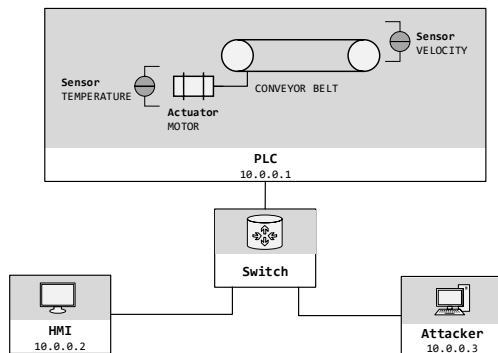 Sensor
VELOCITY
Sensor
TEMPERATURE
CONVEYOR BELT
Actuator
MOTOR
PLC
10.0.0.1
Switch
HMI
10.0.0.2
Attacker
10.0.0.3